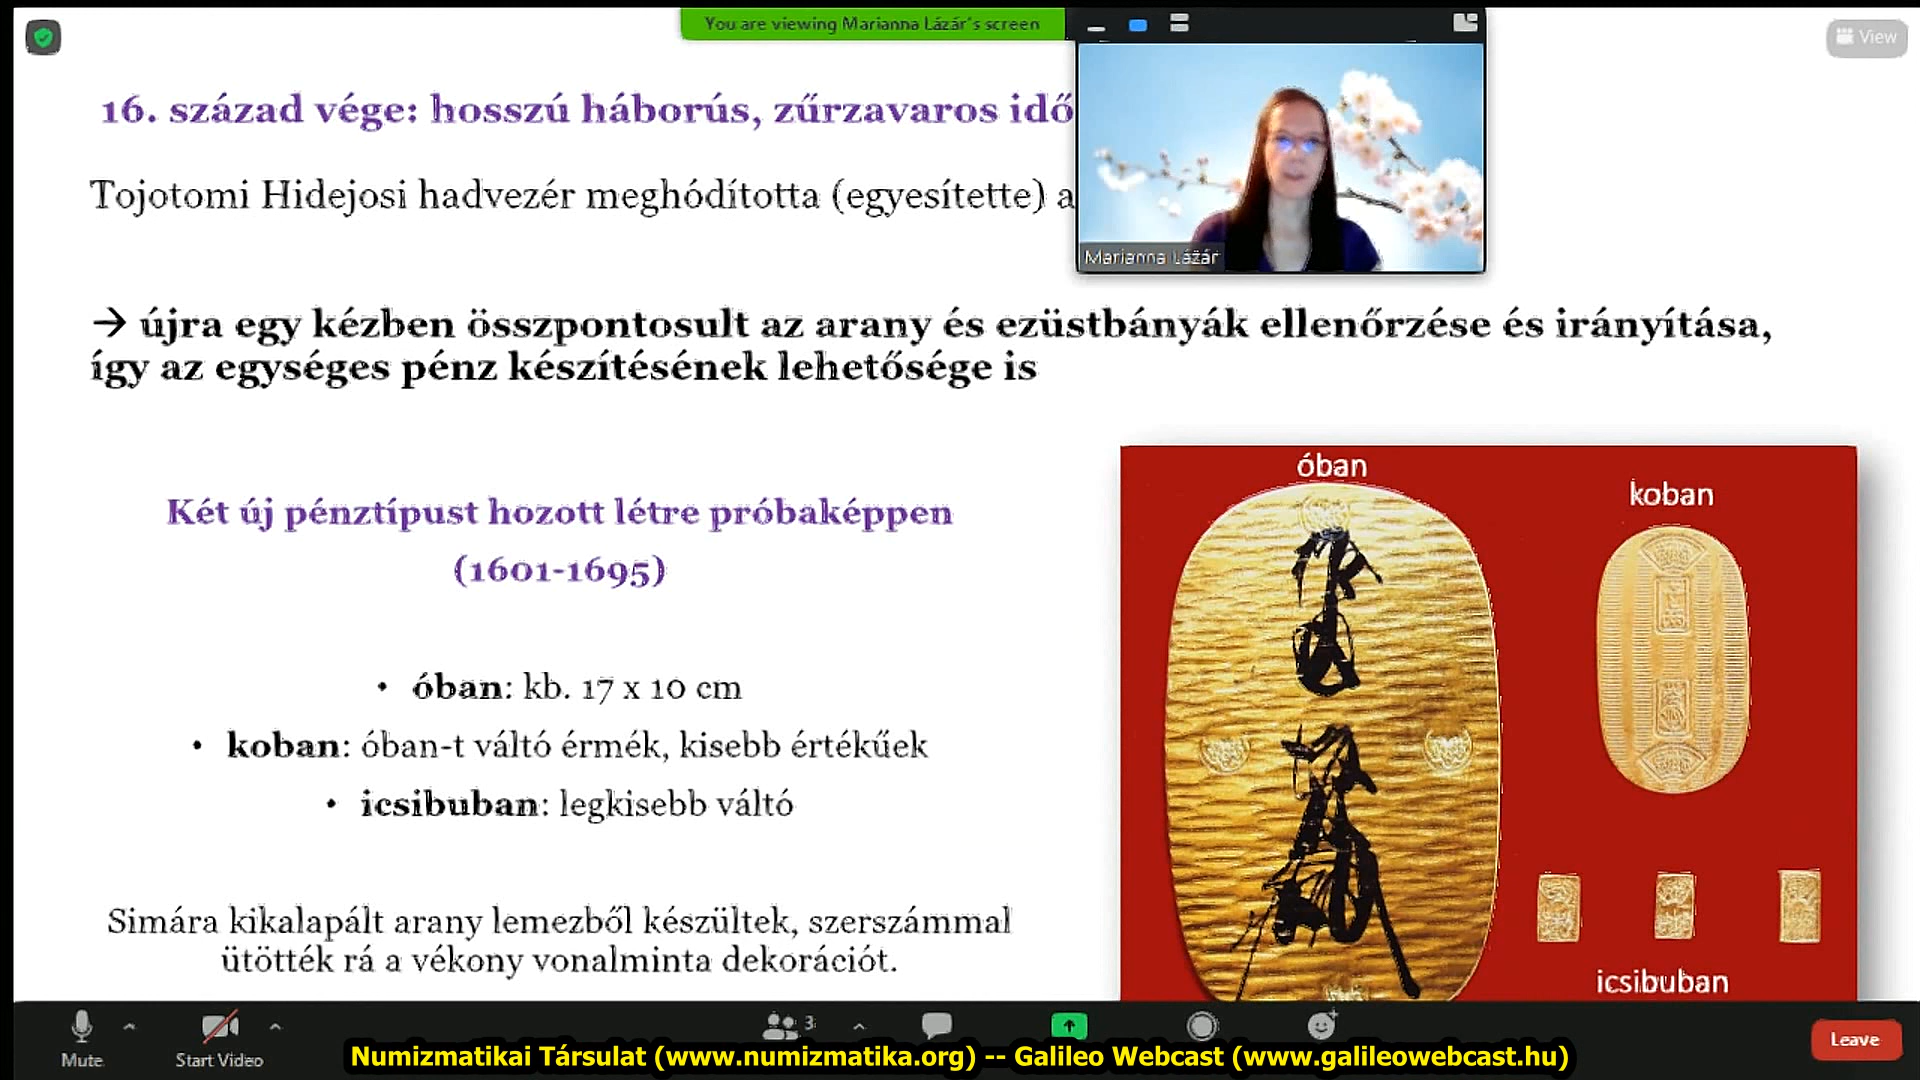 You are viewing Marianna Lázár's screen
View
16. század vége: hosszú háborús, zűrzavaros idő
Tojotomi Hidejosi hadvezér meghódította (egyesítette) a
Marianna Lázár
→ újra egy kézben összpontosult az arany és ezüstbányák ellenőrzése és irányítása,
így az egységes pénz készítésének lehetősége is
Két új pénztípust hozott létre próbaképpen
(1601-1695)
• óban: kb. 17 x 10 cm
• koban: óban-t váltó érmék, kisebb értékűek
• icsibuban: legkisebb váltó
Simára kikalapált arany lemezből készültek, szerszámmal
ütötték rá a vékony vonalminta dekorációt.
óban
koban
icsibuban
Mute
Start Video
3
Leave
Numizmatikai Társulat (www.numizmatika.org) -- Galileo Webcast (www.galileowebcast.hu)